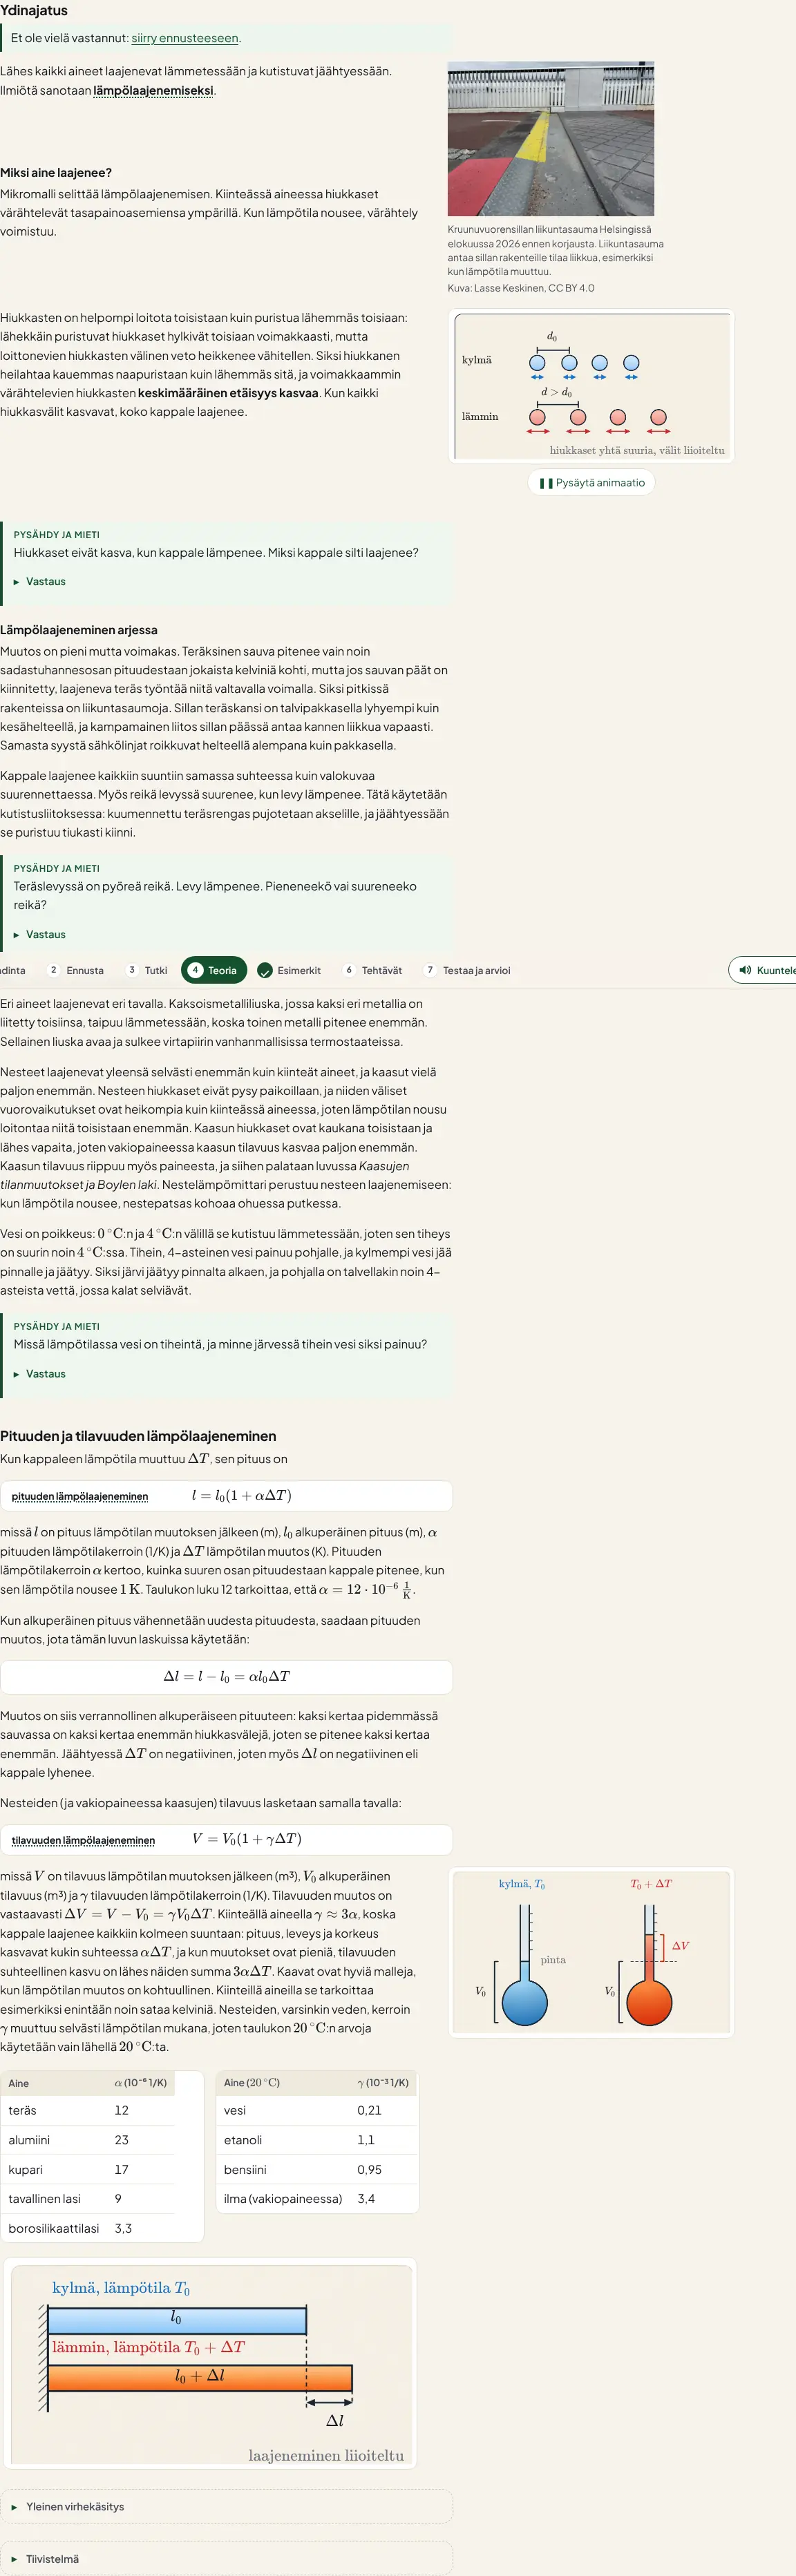 Ydinajatus
Et ole vielä vastannut: siirry ennusteeseen.
Lähes kaikki aineet laajenevat lämmetessään ja kutistuvat jäähtyessään.
Ilmiötä sanotaan lämpölaajenemiseksi.
Miksi aine laajenee?
Mikromalli selittää lämpölaajenemisen. Kiinteässä aineessa hiukkaset
värähtelevät tasapainoasemiensa ympärillä. Kun lämpötila nousee, värähtely
voimistuu.
Kruunuvuorensillan liikuntasauma Helsingissä
elokuussa 2026 ennen korjausta. Liikuntasauma
antaa sillan rakenteille tilaa liikkua, esimerkiksi
kun lämpötila muuttuu.
Kuva: Lasse Keskinen, CC BY 4.0
Hiukkasten on helpompi loitota toisistaan kuin puristua lähemmäs toisiaan:
lähekkäin puristuvat hiukkaset hylkivät toisiaan voimakkaasti, mutta
loittonevien hiukkasten välinen veto heikkenee vähitellen. Siksi hiukkanen
heilahtaa kauemmas naapuristaan kuin lähemmäs sitä, ja voimakkaammin
värähtelevien hiukkasten keskimääräinen etäisyys kasvaa. Kun kaikki
hiukkasvälit kasvavat, koko kappale laajenee.
d₀
kylmä
d > d₀
lämmin
hiukkaset yhtä suuria, välit liioiteltu
❚❚ Pysäytä animaatio
PYSÄHDY JA MIETI
Hiukkaset eivät kasva, kun kappale lämpenee. Miksi kappale silti laajenee?
▸ Vastaus
Lämpölaajeneminen arjessa
Muutos on pieni mutta voimakas. Teräksinen sauva pitenee vain noin
sadastuhannesosan pituudestaan jokaista kelviniä kohti, mutta jos sauvan päät on
kiinnitetty, laajeneva teräs työntää niitä valtavalla voimalla. Siksi pitkissä
rakenteissa on liikuntasaumoja. Sillan teräskansi on talvipakkasella lyhyempi kuin
kesähelteellä, ja kampamainen liitos sillan päässä antaa kannen liikkua vapaasti.
Samasta syystä sähkölinjat roikkuvat helteellä alempana kuin pakkasella.
Kappale laajenee kaikkiin suuntiin samassa suhteessa kuin valokuvaa
suurennettaessa. Myös reikä levyssä suurenee, kun levy lämpenee. Tätä käytetään
kutistusliitoksessa: kuumennettu teräsrengas pujotetaan akselille, ja jäähtyessään
se puristuu tiukasti kiinni.
PYSÄHDY JA MIETI
Teräslevyssä on pyöreä reikä. Levy lämpenee. Pieneneekö vai suureneeko
reikä?
▸ Vastaus
hdinta 2 Ennusta 3 Tutki 4 Teoria ✓ Esimerkit 6 Tehtävät 7 Testaa ja arvioi Kuuntele
Eri aineet laajenevat eri tavalla. Kaksoismetalliliuska, jossa kaksi eri metallia on
liitetty toisiinsa, taipuu lämmetessään, koska toinen metalli pitenee enemmän.
Sellainen liuska avaa ja sulkee virtapiirin vanhanmallisissa termostaateissa.
Nesteet laajenevat yleensä selvästi enemmän kuin kiinteät aineet, ja kaasut vielä
paljon enemmän. Nesteen hiukkaset eivät pysy paikoillaan, ja niiden väliset
vuorovaikutukset ovat heikompia kuin kiinteässä aineessa, joten lämpötilan nousu
loitontaa niitä toisistaan enemmän. Kaasun hiukkaset ovat kaukana toisistaan ja
lähes vapaita, joten vakiopaineessa kaasun tilavuus kasvaa paljon enemmän.
Kaasun tilavuus riippuu myös paineesta, ja siihen palataan luvussa Kaasujen
tilanmuutokset ja Boylen laki. Nestelämpömittari perustuu nesteen laajenemiseen:
kun lämpötila nousee, nestepatsas kohoaa ohuessa putkessa.
Vesi on poikkeus: 0 °C:n ja 4 °C:n välillä se kutistuu lämmetessään, joten sen tiheys
on suurin noin 4 °C:ssa. Tihein, 4–asteinen vesi painuu pohjalle, ja kylmempi vesi jää
pinnalle ja jäätyy. Siksi järvi jäätyy pinnalta alkaen, ja pohjalla on talvellakin noin 4–
asteista vettä, jossa kalat selviävät.
PYSÄHDY JA MIETI
Missä lämpötilassa vesi on tiheintä, ja minne järvessä tihein vesi siksi painuu?
▸ Vastaus
Pituuden ja tilavuuden lämpölaajeneminen
Kun kappaleen lämpötila muuttuu ΔT, sen pituus on
pituuden lämpölaajeneminen l = l₀(1 + αΔT)
missä l on pituus lämpötilan muutoksen jälkeen (m), l₀ alkuperäinen pituus (m), α
pituuden lämpötilakerroin (1/K) ja ΔT lämpötilan muutos (K). Pituuden
lämpötilakerroin α kertoo, kuinka suuren osan pituudestaan kappale pitenee, kun
sen lämpötila nousee 1 K. Taulukon luku 12 tarkoittaa, että α = 12 · 10⁻⁶ 1/K.
Kun alkuperäinen pituus vähennetään uudesta pituudesta, saadaan pituuden
muutos, jota tämän luvun laskuissa käytetään:
Δl = l − l₀ = αl₀ΔT
Muutos on siis verrannollinen alkuperäiseen pituuteen: kaksi kertaa pidemmässä
sauvassa on kaksi kertaa enemmän hiukkasvälejä, joten se pitenee kaksi kertaa
enemmän. Jäähtyessä ΔT on negatiivinen, joten myös Δl on negatiivinen eli
kappale lyhenee.
Nesteiden (ja vakiopaineessa kaasujen) tilavuus lasketaan samalla tavalla:
tilavuuden lämpölaajeneminen V = V₀(1 + γΔT)
missä V on tilavuus lämpötilan muutoksen jälkeen (m³), V₀ alkuperäinen
tilavuus (m³) ja γ tilavuuden lämpötilakerroin (1/K). Tilavuuden muutos on
vastaavasti ΔV = V − V₀ = γV₀ΔT. Kiinteällä aineella γ ≈ 3α, koska
kappale laajenee kaikkiin kolmeen suuntaan: pituus, leveys ja korkeus
kasvavat kukin suhteessa αΔT, ja kun muutokset ovat pieniä, tilavuuden
suhteellinen kasvu on lähes näiden summa 3αΔT. Kaavat ovat hyviä malleja,
kun lämpötilan muutos on kohtuullinen. Kiinteillä aineilla se tarkoittaa
esimerkiksi enintään noin sataa kelviniä. Nesteiden, varsinkin veden, kerroin
γ muuttuu selvästi lämpötilan mukana, joten taulukon 20 °C:n arvoja
käytetään vain lähellä 20 °C:ta.
kylmä, T₀
T₀ + ΔT
ΔV
pinta
V₀
V₀
Aine α (10⁻⁶ 1/K)
teräs 12
alumiini 23
kupari 17
tavallinen lasi 9
borosilikaattilasi 3,3
Aine (20 °C) γ (10⁻³ 1/K)
vesi 0,21
etanoli 1,1
bensiini 0,95
ilma (vakiopaineessa) 3,4
kylmä, lämpötila T₀
l₀
lämmin, lämpötila T₀ + ΔT
l₀ + Δl
Δl
laajeneminen liioiteltu
▸ Yleinen virhekäsitys
▸ Tiivistelmä